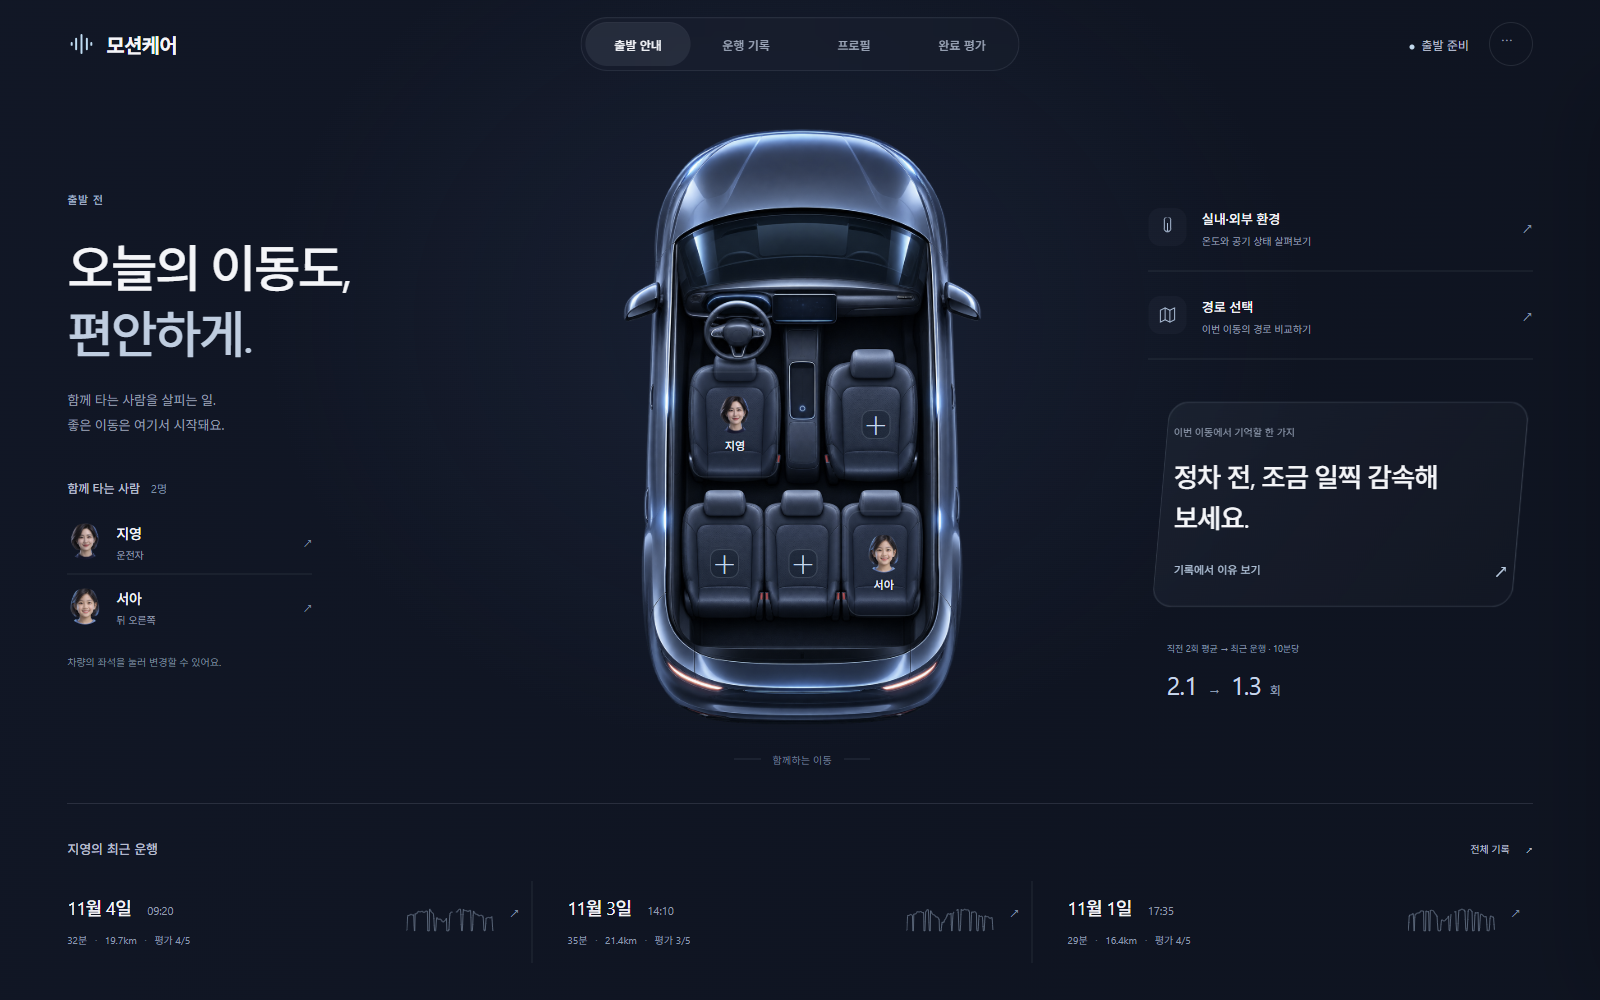 모션케어
출발 안내
운행 기록
프로필
완료 평가
출발 준비
출발 전
오늘의 이동도,
편안하게.
함께 타는 사람을 살피는 일.
좋은 이동은 여기서 시작돼요.
함께 타는 사람 2명
지영
운전자
서아
뒤 오른쪽
차량의 좌석을 눌러 변경할 수 있어요.
지영
서아
함께하는 이동
실내·외부 환경
온도와 공기 상태 살펴보기
경로 선택
이번 이동의 경로 비교하기
이번 이동에서 기억할 한 가지
정차 전, 조금 일찍 감속해
보세요.
기록에서 이유 보기
직전 2회 평균 → 최근 운행 · 10분당
2.1 → 1.3 회
지영의 최근 운행
전체 기록
11월 4일 09:20
32분 · 19.7km · 평가 4/5
11월 3일 14:10
35분 · 21.4km · 평가 3/5
11월 1일 17:35
29분 · 16.4km · 평가 4/5